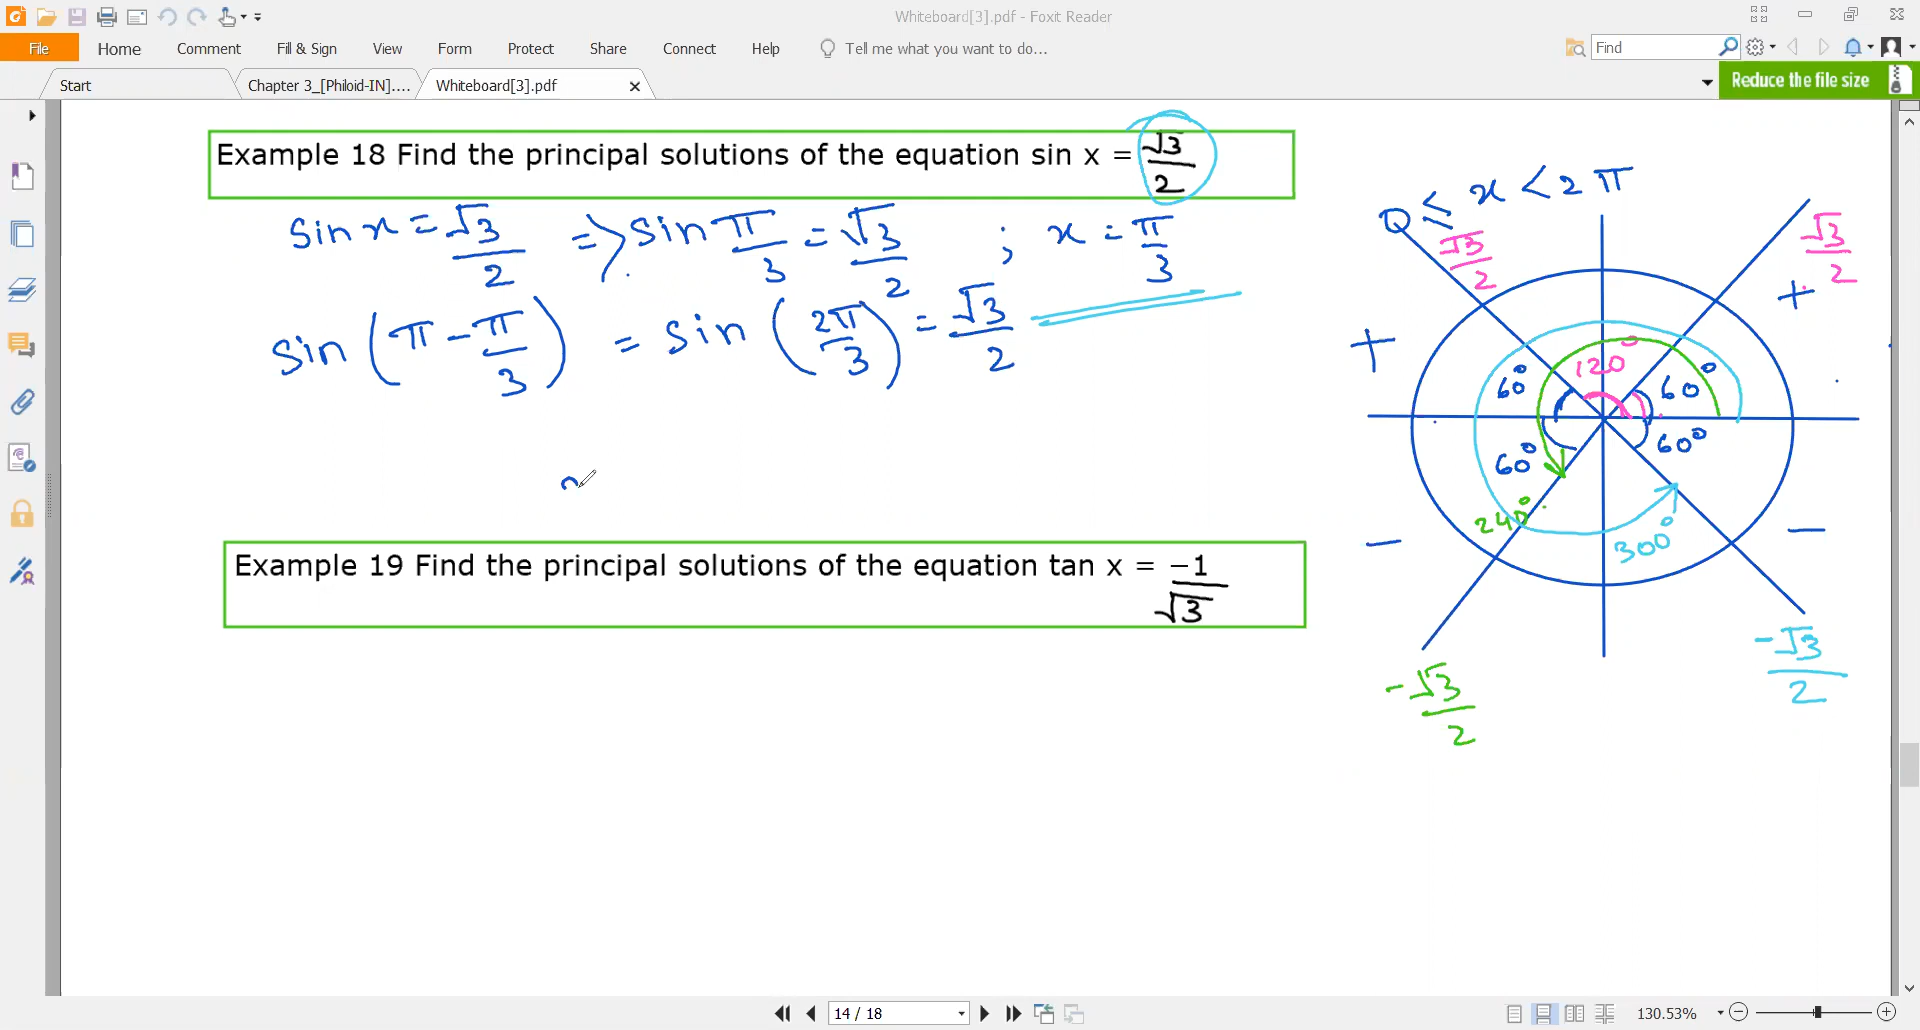 Whiteboard[3].pdf - Foxit Reader
File Home Comment Fill & Sign View Form Protect Share Connect Help Tell me what you want to do... Find
Start Chapter 3_[Philoid-IN].... Whiteboard[3].pdf Reduce the file size
Example 18 Find the principal solutions of the equation sin x = √3/2
sin x = √3/2 => sin π/3 = √3/2 ; x = π/3
sin (π - π/3) = sin (2π/3) = √3/2
0 ≤ x < 2π
√3/2 √3/2
+ +
120°
60° 60°
60° 60°
240° 300°
- -
-√3/2 -√3/2
Example 19 Find the principal solutions of the equation tan x = -1/√3
14 / 18 130.53%